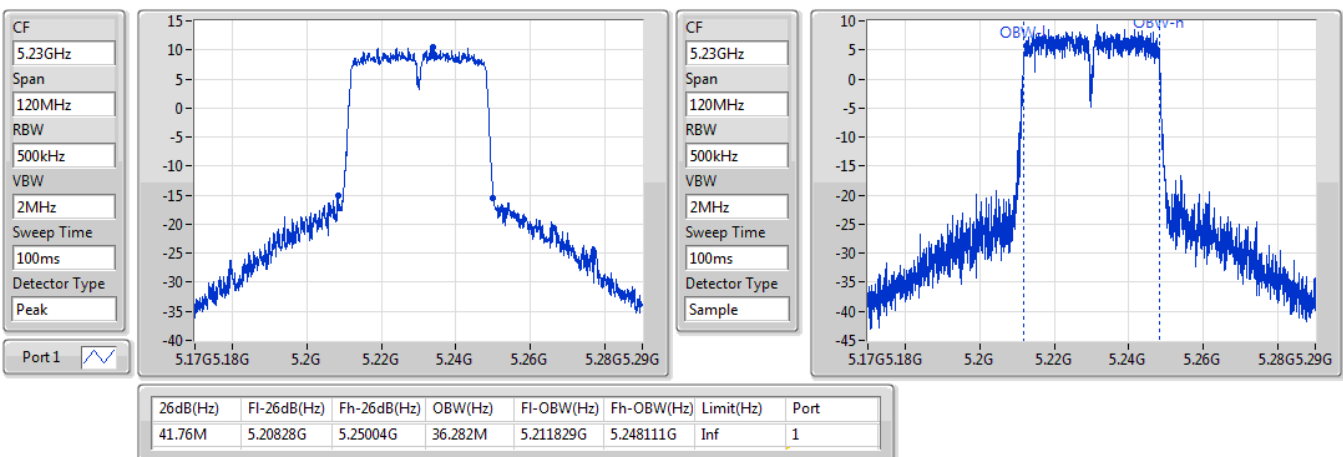 CF
5.23GHz
Span
120MHz
RBW
500kHz
VBW
2MHz
Sweep Time
100ms
Detector Type
Peak
Port 1
15
10
5
0
-5
-10
-15
-20
-25
-30
-35
-40
5.17G5.18G 5.2G 5.22G 5.24G 5.26G 5.28G5.29G
CF
5.23GHz
Span
120MHz
RBW
500kHz
VBW
2MHz
Sweep Time
100ms
Detector Type
Sample
10
5
0
-5
-10
-15
-20
-25
-30
-35
-40
-45
5.17G5.18G 5.2G 5.22G 5.24G 5.26G 5.28G5.29G
26dB(Hz) Fl-26dB(Hz) Fh-26dB(Hz) OBW(Hz) Fl-OBW(Hz) Fh-OBW(Hz) Limit(Hz) Port
41.76M 5.20828G 5.25004G 36.282M 5.211829G 5.248111G Inf 1